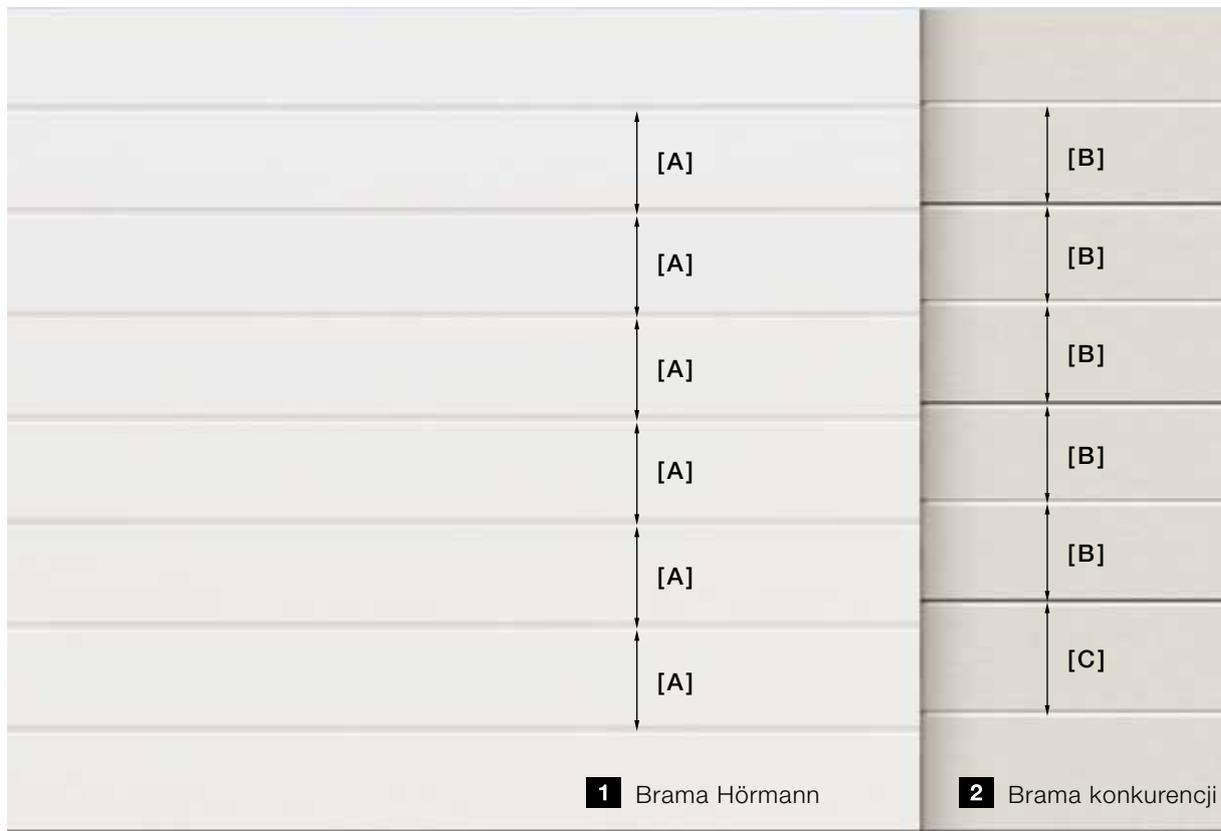 [A]
[A]
[A]
[A]
[A]
[A]
1 Brama Hörmann
[B]
[B]
[B]
[B]
[B]
[C]
2 Brama konkurencji